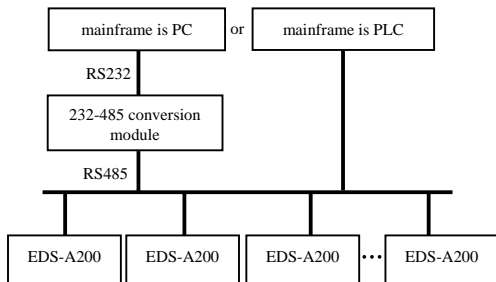 mainframe is PC
or
mainframe is PLC
RS232
232-485 conversion
module
RS485
EDS-A200
EDS-A200
EDS-A200
•••
EDS-A200